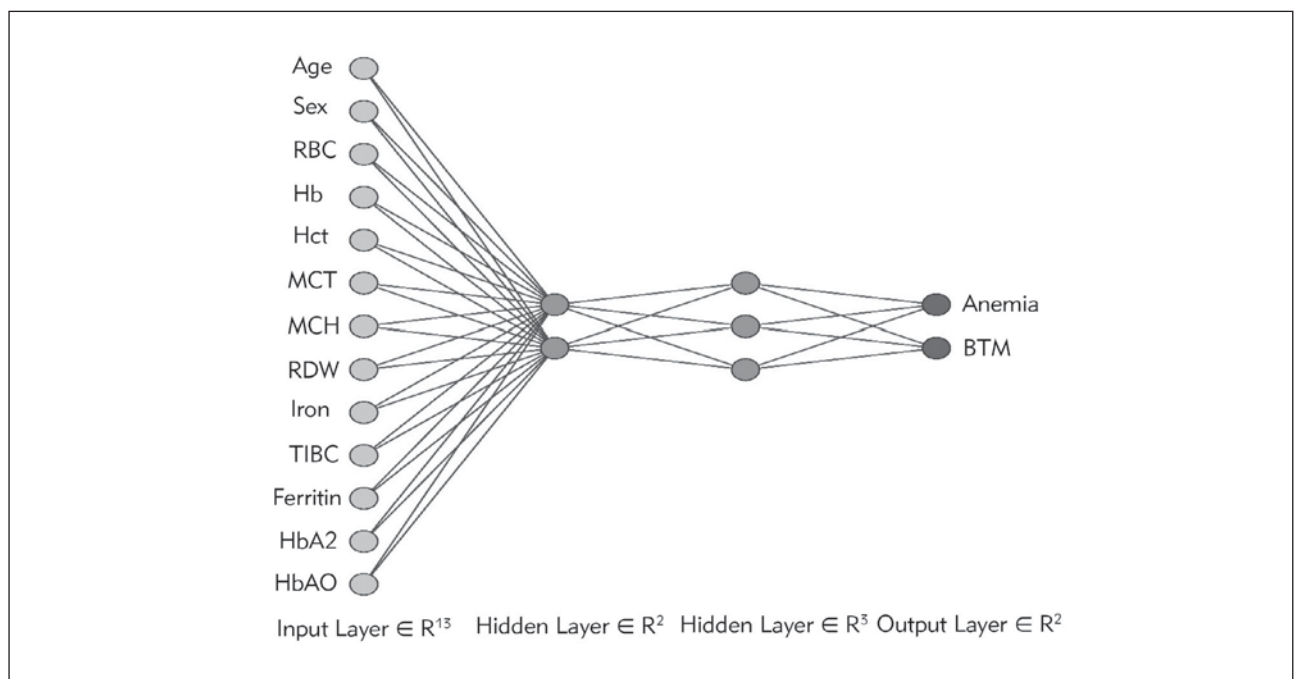 Age
Sex
RBC
Hb
Hct
MCT
MCH
RDW
Iron
TIBC
Ferritin
HbA2
HbAO
Anemia
BTM
Input Layer ∈ R¹³ Hidden Layer ∈ R² Hidden Layer ∈ R³ Output Layer ∈ R²